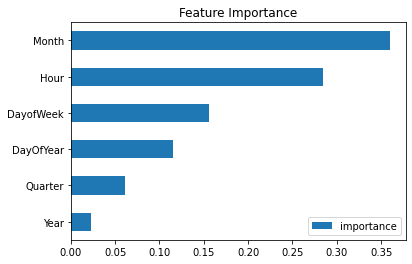 Feature Importance
Month
Hour
DayofWeek
DayOfYear
Quarter
Year
importance
0.00 0.05 0.10 0.15 0.20 0.25 0.30 0.35